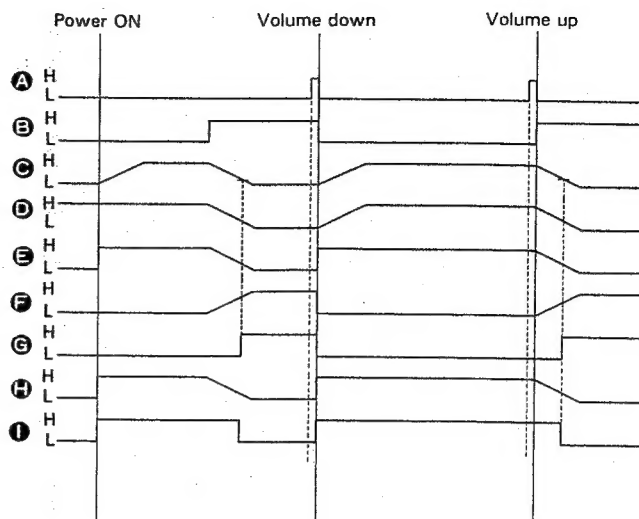 Power ON Volume down Volume up
A H
L
B H
L
C H
L
D H
L
E H
L
F H
L
G H
L
H H
L
I H
L